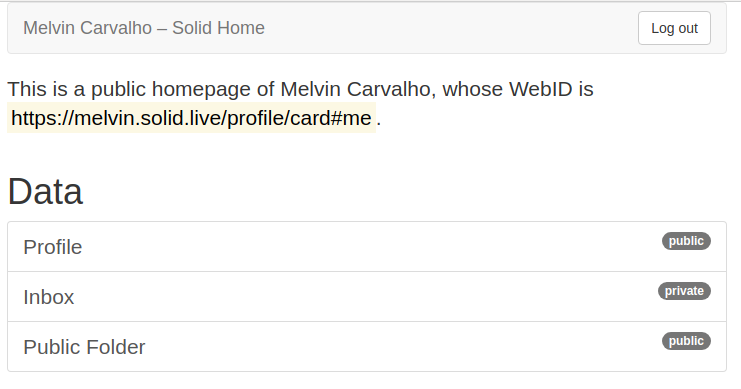 Melvin Carvalho – Solid Home
Log out
This is a public homepage of Melvin Carvalho, whose WebID is
https://melvin.solid.live/profile/card#me.
Data
Profile
public
Inbox
private
Public Folder
public